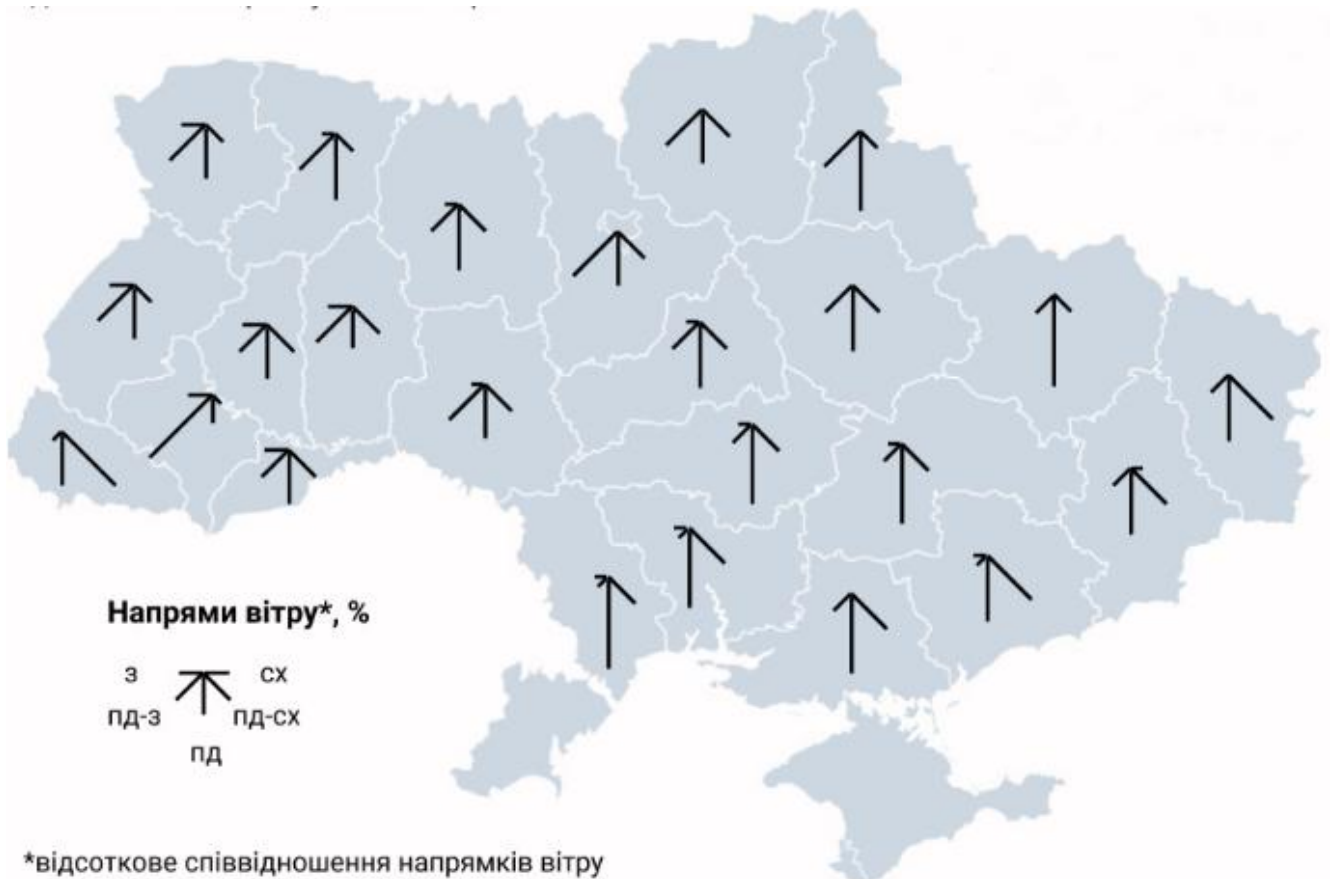 Напрями вітру*, %
з сх
пд-з пд-сх
пд
*відсоткове співвідношення напрямків вітру